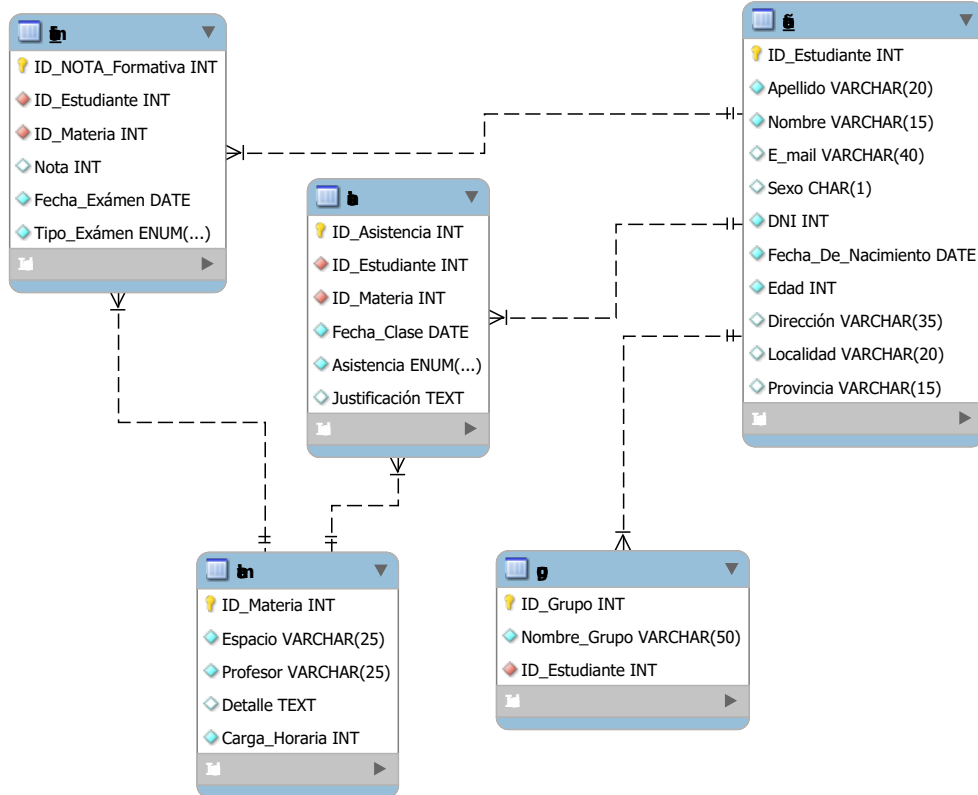 ID_NOTA_Formativa INT
ID_Estudiante INT
ID_Materia INT
Nota INT
Fecha_Exámen DATE
Tipo_Exámen ENUM(...)
ID_Asistencia INT
ID_Estudiante INT
ID_Materia INT
Fecha_Clase DATE
Asistencia ENUM(...)
Justificación TEXT
ID_Estudiante INT
Apellido VARCHAR(20)
Nombre VARCHAR(15)
E_mail VARCHAR(40)
Sexo CHAR(1)
DNI INT
Fecha_De_Nacimiento DATE
Edad INT
Dirección VARCHAR(35)
Localidad VARCHAR(20)
Provincia VARCHAR(15)
ID_Materia INT
Espacio VARCHAR(25)
Profesor VARCHAR(25)
Detalle TEXT
Carga_Horaria INT
ID_Grupo INT
Nombre_Grupo VARCHAR(50)
ID_Estudiante INT